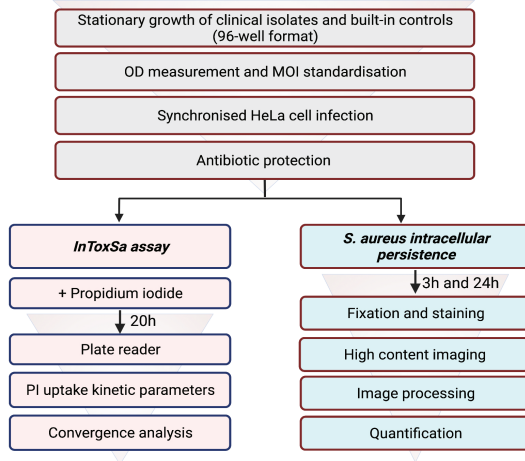 Stationary growth of clinical isolates and built-in controls
(96-well format)
OD measurement and MOI standardisation
Synchronised HeLa cell infection
Antibiotic protection
InToxSa assay
+ Propidium iodide
20h
Plate reader
PI uptake kinetic parameters
Convergence analysis
S. aureus intracellular
persistence
3h and 24h
Fixation and staining
High content imaging
Image processing
Quantification